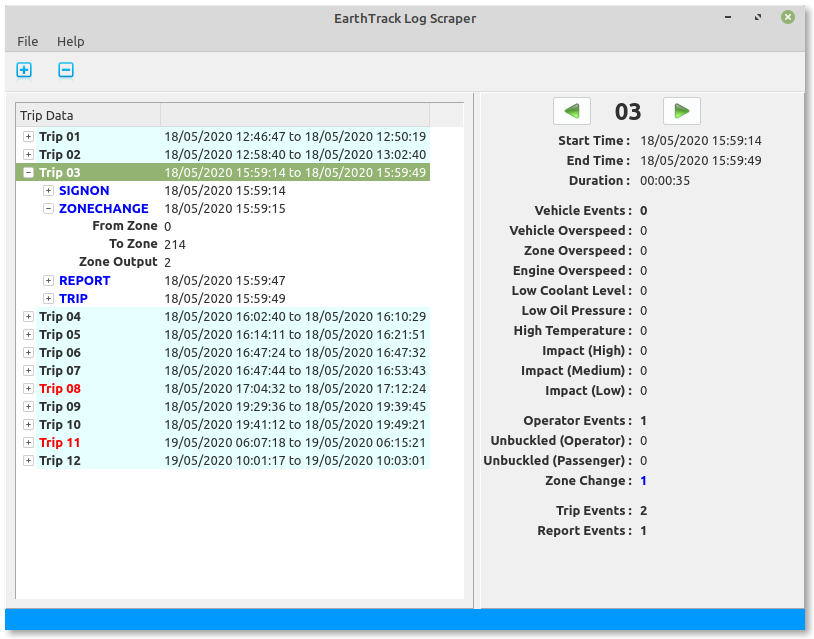 EarthTrack Log Scraper
File Help
Trip Data
Trip 01 18/05/2020 12:46:47 to 18/05/2020 12:50:19
Trip 02 18/05/2020 12:58:40 to 18/05/2020 13:02:40
Trip 03 18/05/2020 15:59:14 to 18/05/2020 15:59:49
SIGNON 18/05/2020 15:59:14
ZONECHANGE 18/05/2020 15:59:15
From Zone 0
To Zone 214
Zone Output 2
REPORT 18/05/2020 15:59:47
TRIP 18/05/2020 15:59:49
Trip 04 18/05/2020 16:02:40 to 18/05/2020 16:10:29
Trip 05 18/05/2020 16:14:11 to 18/05/2020 16:21:51
Trip 06 18/05/2020 16:47:24 to 18/05/2020 16:47:32
Trip 07 18/05/2020 16:47:44 to 18/05/2020 16:53:43
Trip 08 18/05/2020 17:04:32 to 18/05/2020 17:12:24
Trip 09 18/05/2020 19:29:36 to 18/05/2020 19:39:45
Trip 10 18/05/2020 19:41:12 to 18/05/2020 19:49:21
Trip 11 19/05/2020 06:07:18 to 19/05/2020 06:15:21
Trip 12 19/05/2020 10:01:17 to 19/05/2020 10:03:01
03
Start Time : 18/05/2020 15:59:14
End Time : 18/05/2020 15:59:49
Duration : 00:00:35
Vehicle Events : 0
Vehicle Overspeed : 0
Zone Overspeed : 0
Engine Overspeed : 0
Low Coolant Level : 0
Low Oil Pressure : 0
High Temperature : 0
Impact (High) : 0
Impact (Medium) : 0
Impact (Low) : 0
Operator Events : 1
Unbuckled (Operator) : 0
Unbuckled (Passenger) : 0
Zone Change : 1
Trip Events : 2
Report Events : 1